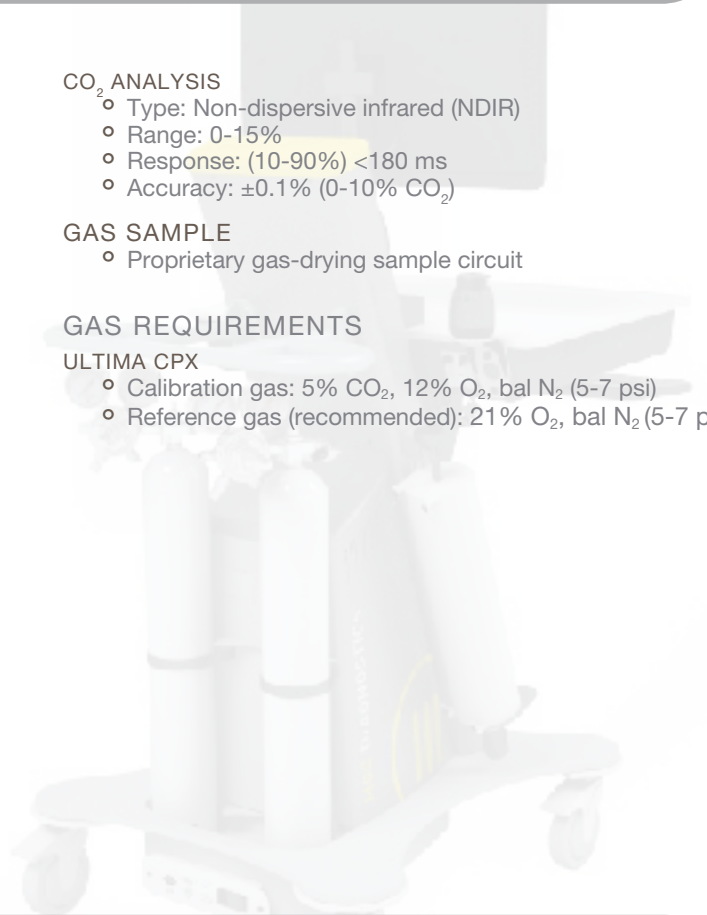 CO₂ ANALYSIS
° Type: Non-dispersive infrared (NDIR)
° Range: 0-15%
° Response: (10-90%) <180 ms
° Accuracy: ±0.1% (0-10% CO₂)
GAS SAMPLE
° Proprietary gas-drying sample circuit
GAS REQUIREMENTS
ULTIMA CPX
° Calibration gas: 5% CO₂, 12% O₂, bal N₂ (5-7 psi)
° Reference gas (recommended): 21% O₂, bal N₂ (5-7 p
DIAGNOSTICS